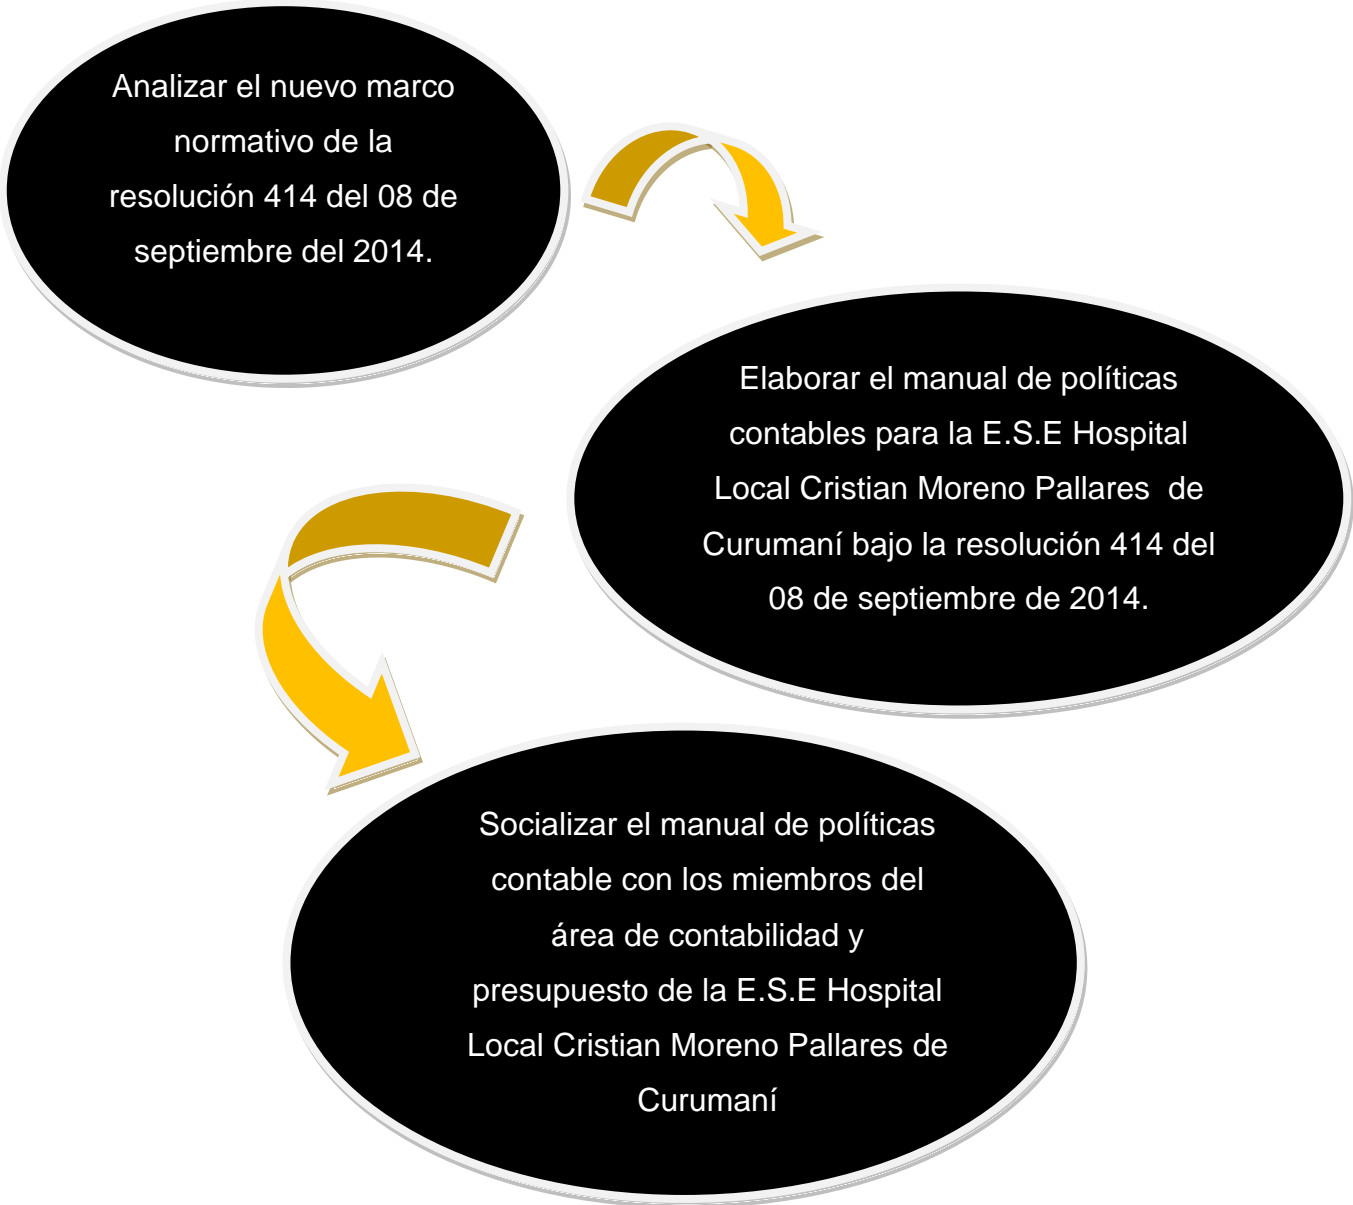 Analizar el nuevo marco
normativo de la
resolución 414 del 08 de
septiembre del 2014.
Elaborar el manual de políticas
contables para la E.S.E Hospital
Local Cristian Moreno Pallares  de
Curumaní bajo la resolución 414 del
08 de septiembre de 2014.
Socializar el manual de políticas
contable con los miembros del
área de contabilidad y
presupuesto de la E.S.E Hospital
Local Cristian Moreno Pallares de
Curumaní